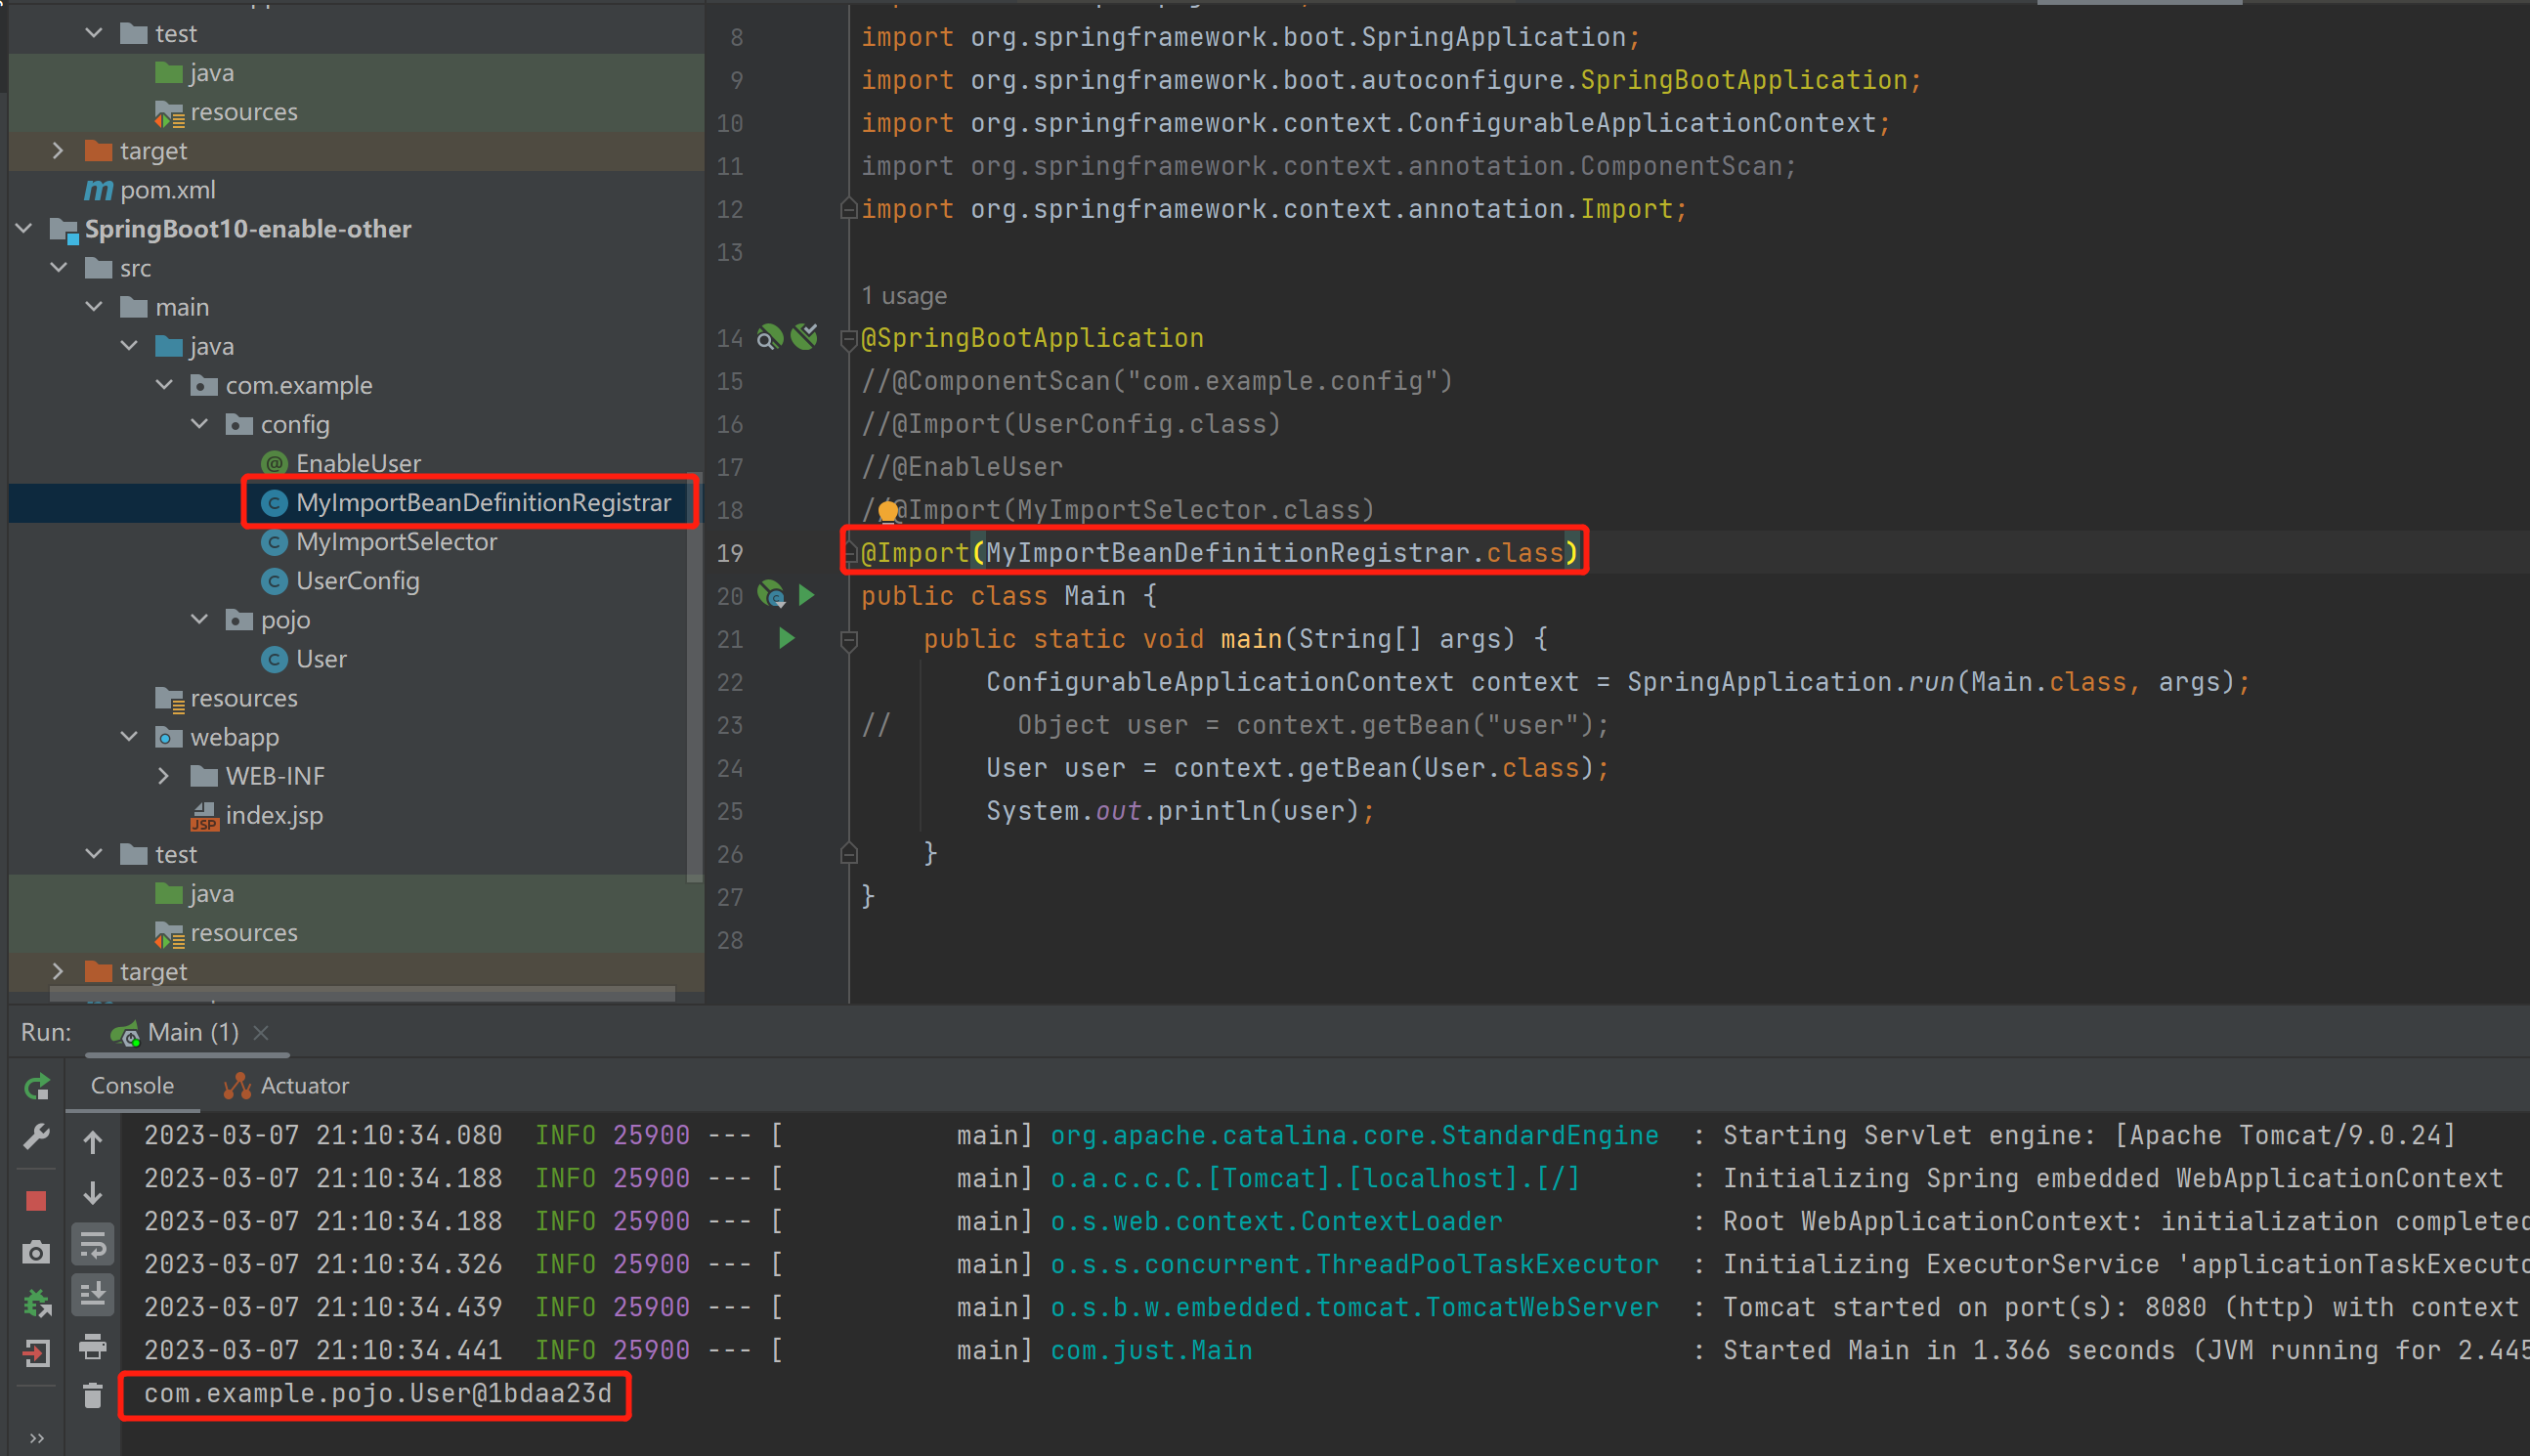 test
java
resources
target
pom.xml
SpringBoot10-enable-other
src
main
java
com.example
config
EnableUser
MyImportBeanDefinitionRegistrar
MyImportSelector
UserConfig
pojo
User
resources
webapp
WEB-INF
index.jsp
test
java
resources
target
8 import org.springframework.boot.SpringApplication;
9 import org.springframework.boot.autoconfigure.SpringBootApplication;
10 import org.springframework.context.ConfigurableApplicationContext;
11 import org.springframework.context.annotation.ComponentScan;
12 import org.springframework.context.annotation.Import;
13
1 usage
14 @SpringBootApplication
15 //@ComponentScan("com.example.config")
16 //@Import(UserConfig.class)
17 //@EnableUser
18 //@Import(MyImportSelector.class)
19 @Import(MyImportBeanDefinitionRegistrar.class)
20 public class Main {
21 public static void main(String[] args) {
22 ConfigurableApplicationContext context = SpringApplication.run(Main.class, args);
23 // Object user = context.getBean("user");
24 User user = context.getBean(User.class);
25 System.out.println(user);
26 }
27 }
28
Run: Main (1)
Console Actuator
2023-03-07 21:10:34.080 INFO 25900 --- [ main] org.apache.catalina.core.StandardEngine : Starting Servlet engine: [Apache Tomcat/9.0.24]
2023-03-07 21:10:34.188 INFO 25900 --- [ main] o.a.c.c.C.[Tomcat].[localhost].[/] : Initializing Spring embedded WebApplicationContext
2023-03-07 21:10:34.188 INFO 25900 --- [ main] o.s.web.context.ContextLoader : Root WebApplicationContext: initialization completed
2023-03-07 21:10:34.326 INFO 25900 --- [ main] o.s.s.concurrent.ThreadPoolTaskExecutor : Initializing ExecutorService 'applicationTaskExecuto
2023-03-07 21:10:34.439 INFO 25900 --- [ main] o.s.b.w.embedded.tomcat.TomcatWebServer : Tomcat started on port(s): 8080 (http) with context
2023-03-07 21:10:34.441 INFO 25900 --- [ main] com.just.Main : Started Main in 1.366 seconds (JVM running for 2.445
com.example.pojo.User@1bdaa23d